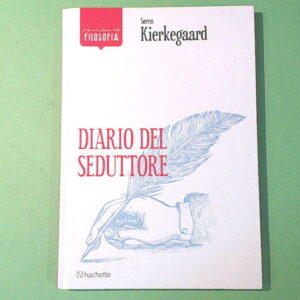 FILOSOFIA
Søren
Kierkegaard
DIARIO DEL
SEDUTTORE
hachette